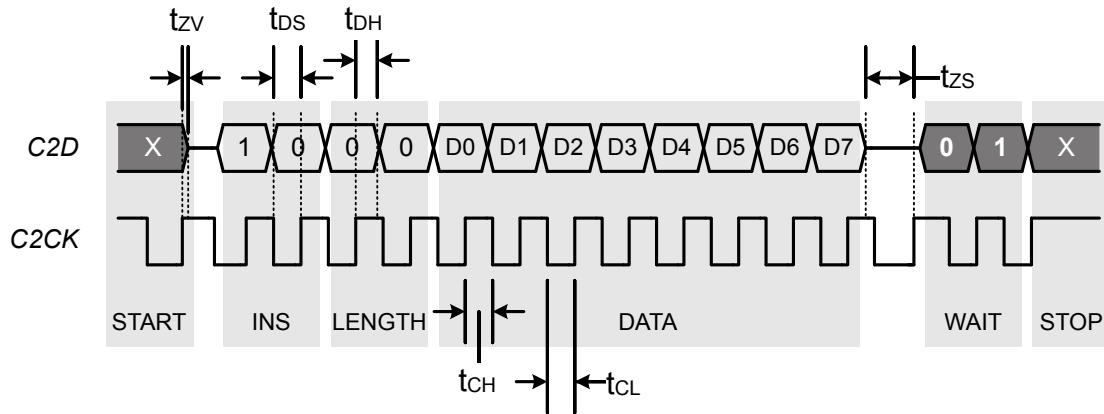 tZV tDS tDH tZS
C2D X 1 0 0 0 D0 D1 D2 D3 D4 D5 D6 D7 0 1 X
C2CK
START INS LENGTH DATA WAIT STOP
tCH tCL